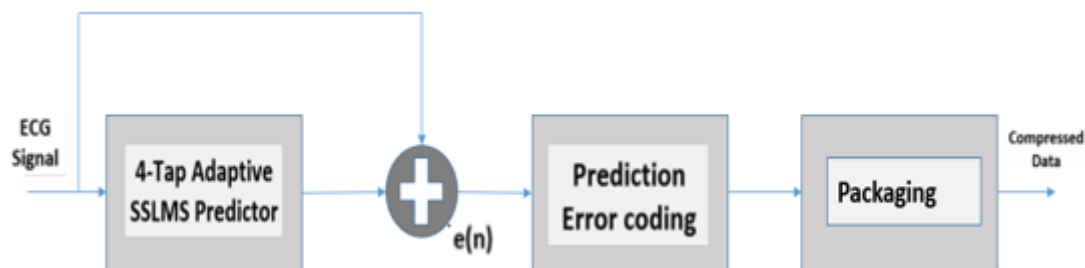 ECG
Signal
4-Tap Adaptive
SSLMS Predictor
e(n)
Prediction
Error coding
Packaging
Compressed
Data